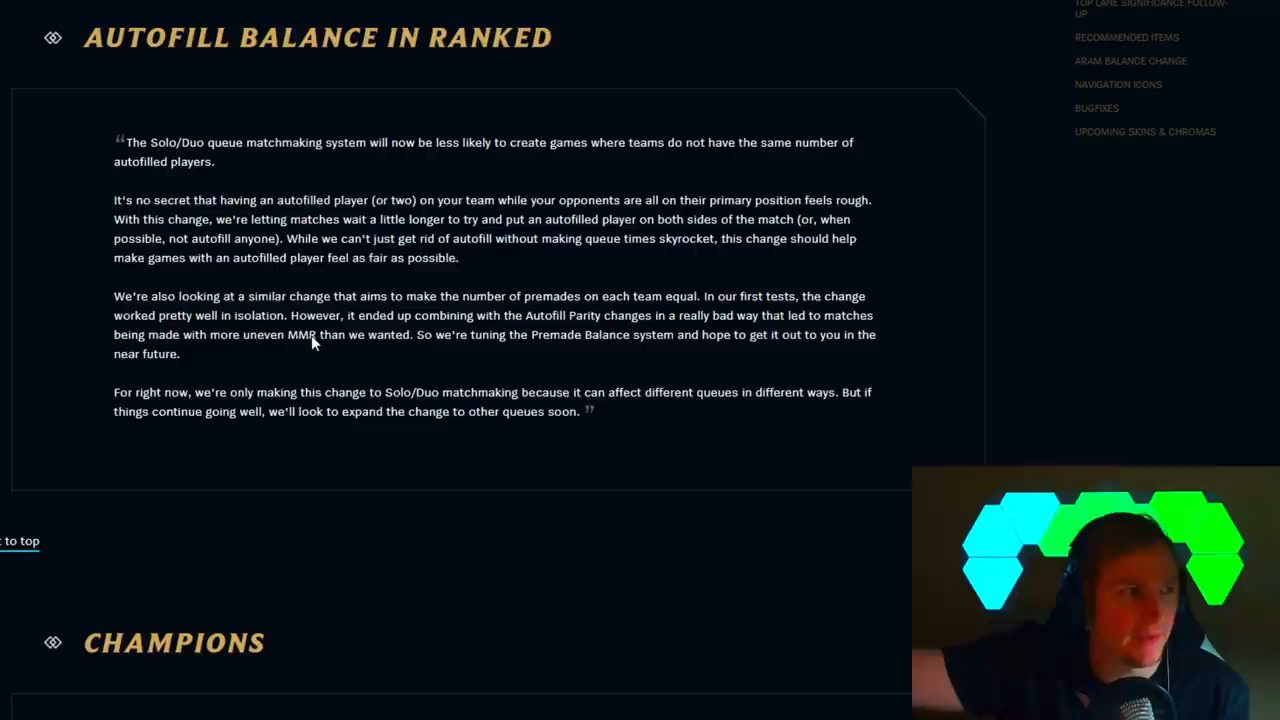 TOP LANE SIGNIFICANCE FOLLOW-
UP
RECOMMENDED ITEMS
ARAM BALANCE CHANGE
NAVIGATION ICONS
BUGFIXES
UPCOMING SKINS & CHROMAS
AUTOFILL BALANCE IN RANKED
“The Solo/Duo queue matchmaking system will now be less likely to create games where teams do not have the same number of
autofilled players.
It's no secret that having an autofilled player (or two) on your team while your opponents are all on their primary position feels rough.
With this change, we're letting matches wait a little longer to try and put an autofilled player on both sides of the match (or, when
possible, not autofill anyone). While we can't just get rid of autofill without making queue times skyrocket, this change should help
make games with an autofilled player feel as fair as possible.
We're also looking at a similar change that aims to make the number of premades on each team equal. In our first tests, the change
worked pretty well in isolation. However, it ended up combining with the Autofill Parity changes in a really bad way that led to matches
being made with more uneven MMR than we wanted. So we're tuning the Premade Balance system and hope to get it out to you in the
near future.
For right now, we're only making this change to Solo/Duo matchmaking because it can affect different queues in different ways. But if
things continue going well, we'll look to expand the change to other queues soon. ”
t to top
CHAMPIONS